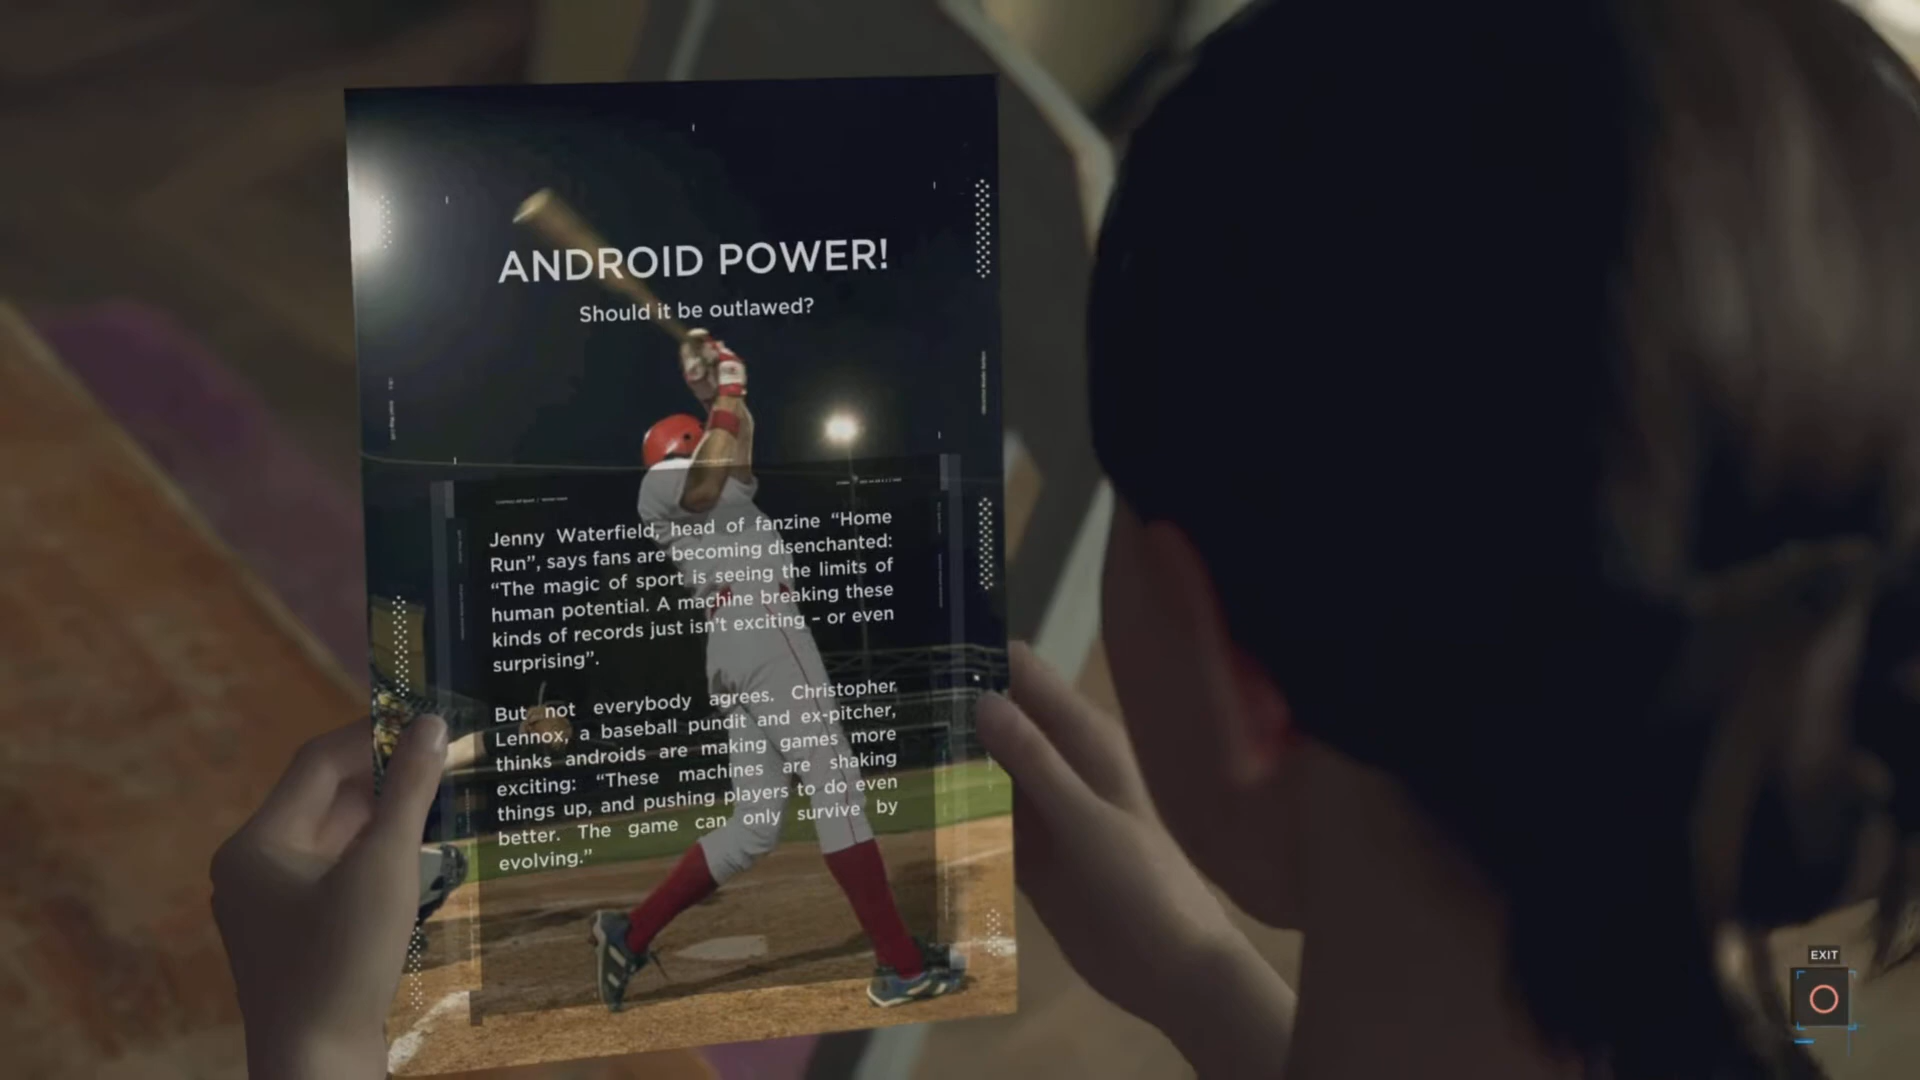 ANDROID POWER!
Should it be outlawed?
Jenny Waterfield, head of fanzine “Home
Run”, says fans are becoming disenchanted:
“The magic of sport is seeing the limits of
human potential. A machine breaking these
kinds of records just isn’t exciting – or even
surprising”.
But not everybody agrees. Christopher
Lennox, a baseball pundit and ex-pitcher,
thinks androids are making games more
exciting: “These machines are shaking
things up, and pushing players to do even
better. The game can only survive by
evolving.”
EXIT